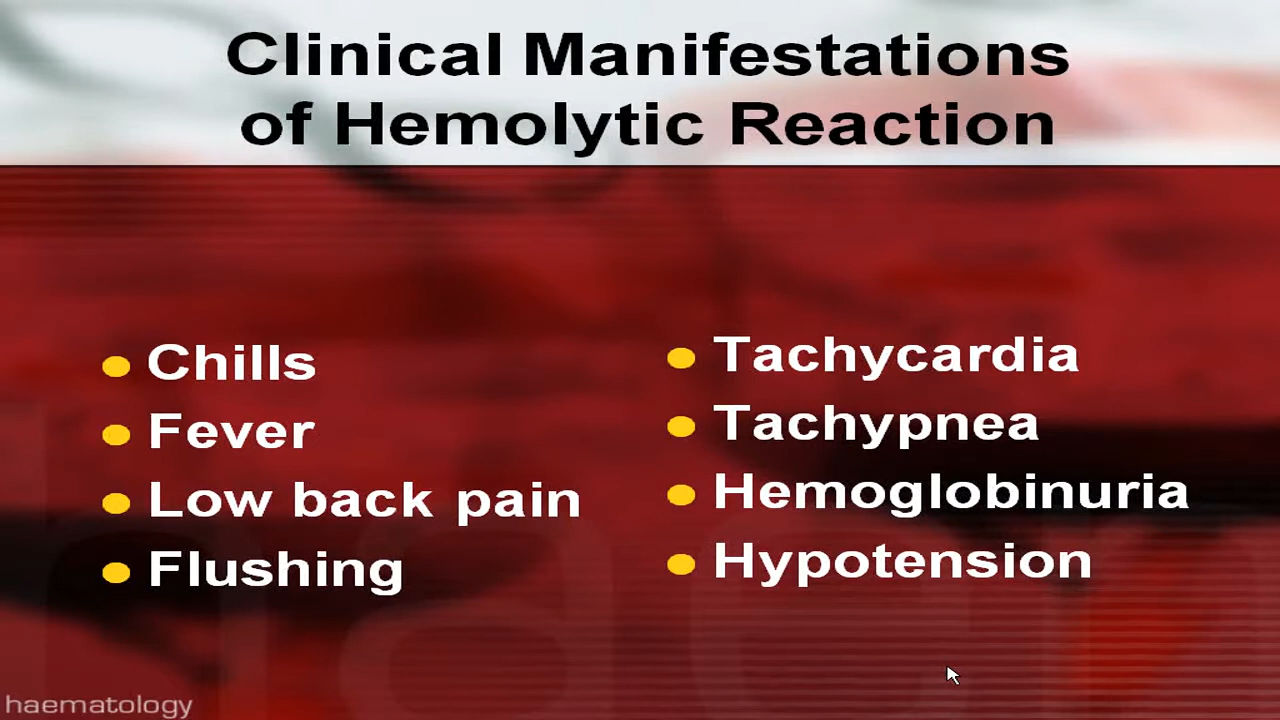 Clinical Manifestations
of Hemolytic Reaction
Chills
Fever
Low back pain
Flushing
Tachycardia
Tachypnea
Hemoglobinuria
Hypotension
haematology